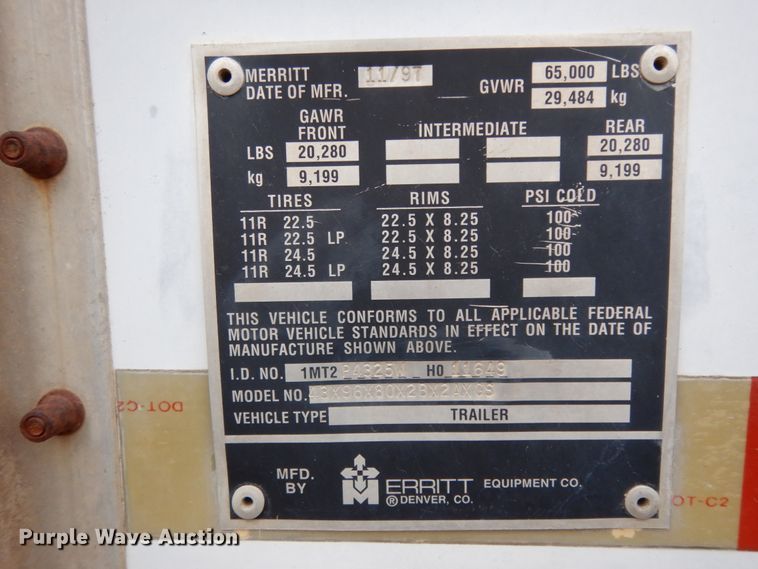 MERRITT
DATE OF MFR. 11/97
GVWR 65,000 LBS
29,484 kg
GAWR
FRONT INTERMEDIATE REAR
LBS 20,280 20,280
kg 9,199 9,199
TIRES RIMS PSI COLD
11R 22.5 22.5 X 8.25 100
11R 22.5 LP 22.5 X 8.25 100
11R 24.5 24.5 X 8.25 100
11R 24.5 LP 24.5 X 8.25 100
THIS VEHICLE CONFORMS TO ALL APPLICABLE FEDERAL
MOTOR VEHICLE STANDARDS IN EFFECT ON THE DATE OF
MANUFACTURE SHOWN ABOVE.
I.D. NO. 1MT2 H0 11649
MODEL NO.
VEHICLE TYPE TRAILER
DOT-C2
MFD.
BY
MERRITT EQUIPMENT CO.
® DENVER, CO.
OT-C2
Purple Wave Auction